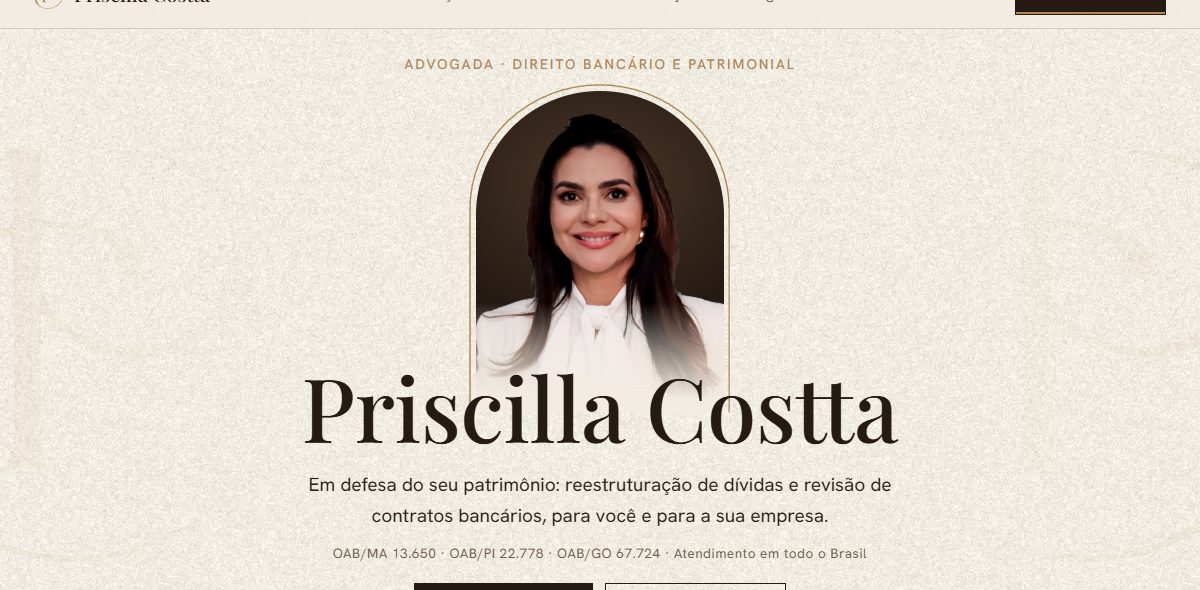 Priscilla Costta
ADVOGADA · DIREITO BANCÁRIO E PATRIMONIAL
Priscilla Costta
Em defesa do seu patrimônio: reestruturação de dívidas e revisão de
contratos bancários, para você e para a sua empresa.
OAB/MA 13.650 · OAB/PI 22.778 · OAB/GO 67.724 · Atendimento em todo o Brasil